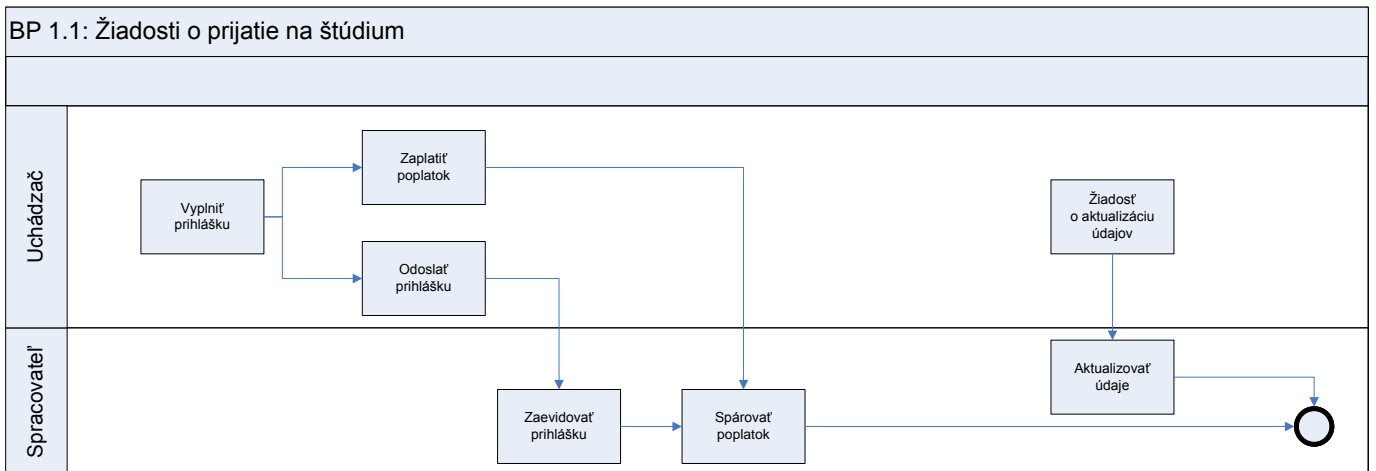 BP 1.1: Žiadosti o prijatie na štúdium
Uchádzač
Vyplniť
prihlášku
Zaplatiť
poplatok
Odoslať
prihlášku
Žiadosť
o aktualizáciu
údajov
Spracovateľ
Zaevidovať
prihlášku
Spárovať
poplatok
Aktualizovať
údaje